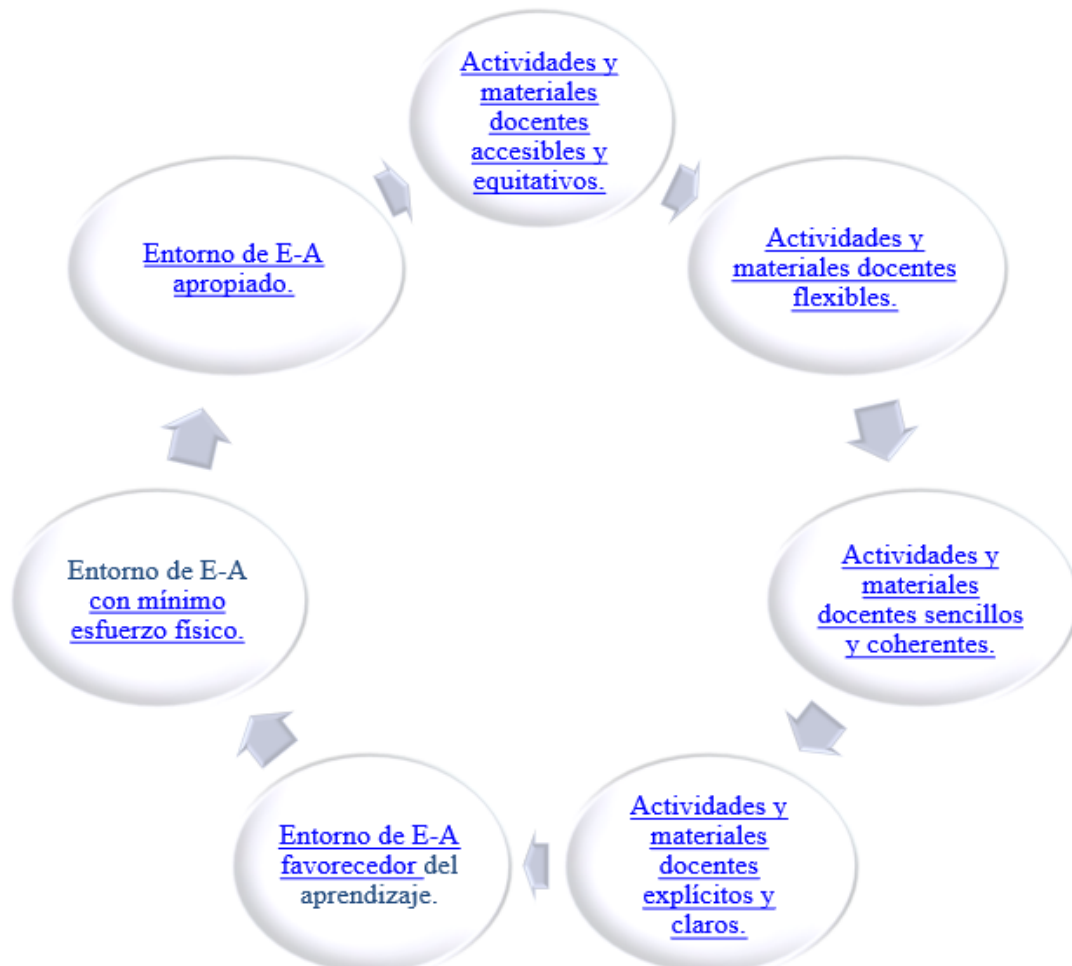 Actividades y
materiales
docentes
accesibles y
equitativos.
Actividades y
materiales docentes
flexibles.
Actividades y
materiales
docentes sencillos
y coherentes.
Actividades y
materiales
docentes
explícitos y
claros.
Entorno de E-A
favorecedor del
aprendizaje.
Entorno de E-A
con mínimo
esfuerzo físico.
Entorno de E-A
apropiado.